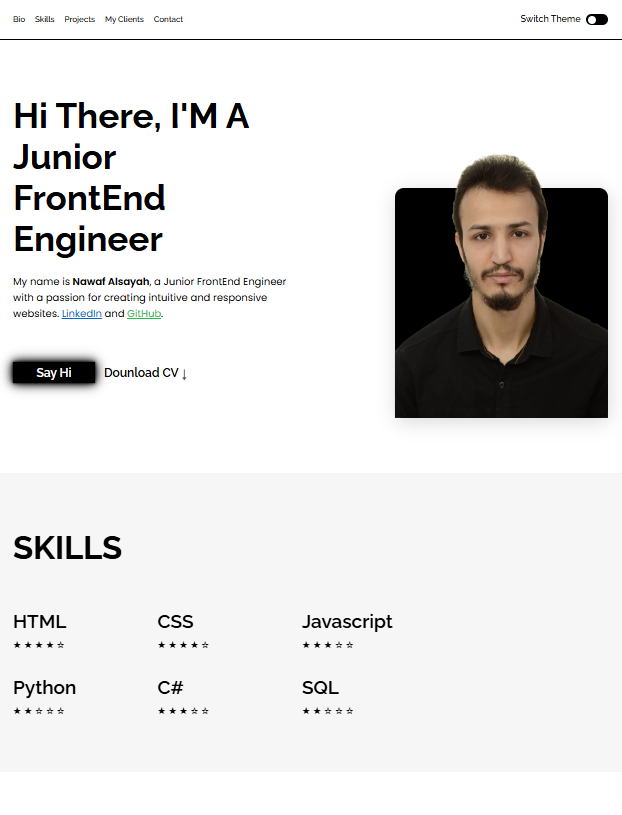 Bio Skills Projects My Clients Contact Switch Theme
Hi There, I'M A
Junior
FrontEnd
Engineer
My name is Nawaf Alsayah, a Junior FrontEnd Engineer
with a passion for creating intuitive and responsive
websites. LinkedIn and GitHub.
Say Hi Dounload CV ↓
SKILLS
HTML CSS Javascript
★ ★ ★ ★ ☆ ★ ★ ★ ★ ☆ ★ ★ ★ ☆ ☆
Python C# SQL
★ ★ ☆ ☆ ☆ ★ ★ ★ ☆ ☆ ★ ★ ☆ ☆ ☆